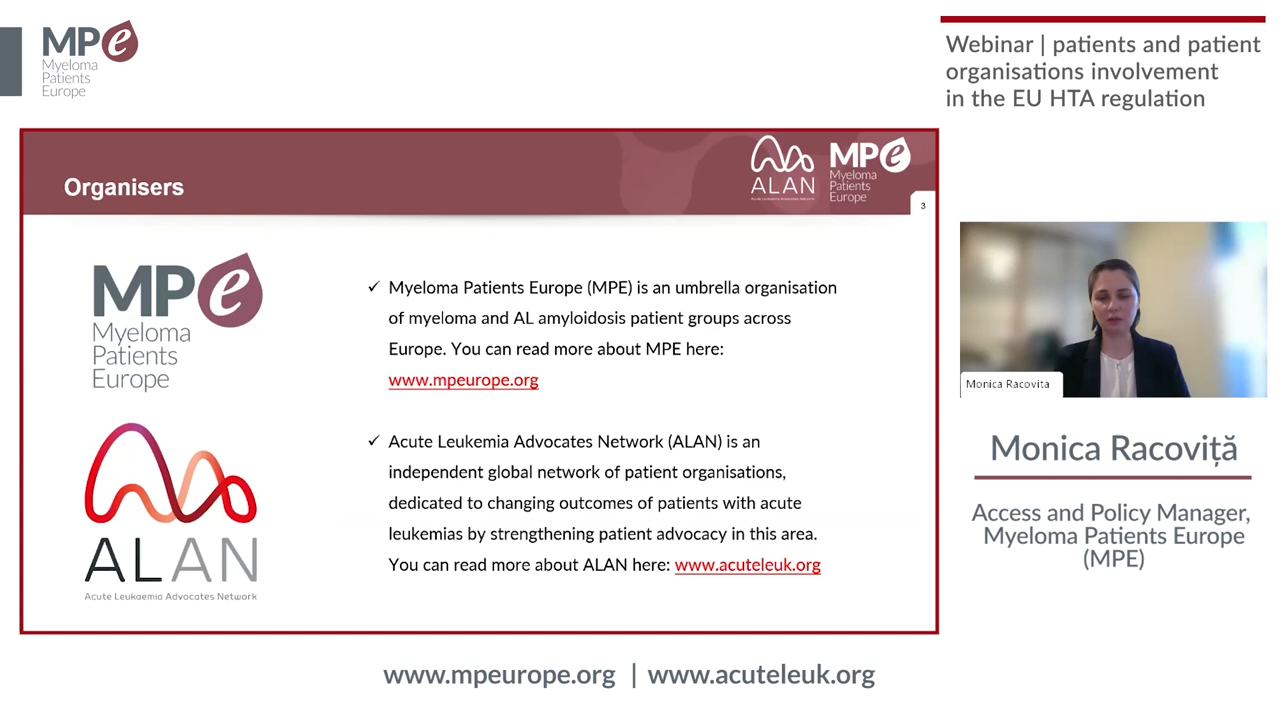 MPe
Myeloma
Patients
Europe
Webinar | patients and patient
organisations involvement
in the EU HTA regulation
Organisers
ALAN
Acute Leukaemia Advocates Network
MPe
Myeloma
Patients
Europe
3
MPe
Myeloma
Patients
Europe
✓ Myeloma Patients Europe (MPE) is an umbrella organisation
of myeloma and AL amyloidosis patient groups across
Europe. You can read more about MPE here:
www.mpeurope.org
ALAN
Acute Leukaemia Advocates Network
✓ Acute Leukemia Advocates Network (ALAN) is an
independent global network of patient organisations,
dedicated to changing outcomes of patients with acute
leukemias by strengthening patient advocacy in this area.
You can read more about ALAN here: www.acuteleuk.org
Monica Racovita
Monica Racoviță
Access and Policy Manager,
Myeloma Patients Europe
(MPE)
www.mpeurope.org | www.acuteleuk.org